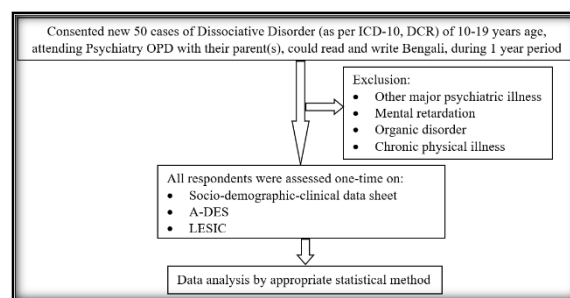 Consented new 50 cases of Dissociative Disorder (as per ICD-10, DCR) of 10-19 years age,
attending Psychiatry OPD with their parent(s), could read and write Bengali, during 1 year period
Exclusion:
• Other major psychiatric illness
• Mental retardation
• Organic disorder
• Chronic physical illness
All respondents were assessed one-time on:
• Socio-demographic-clinical data sheet
• A-DES
• LESIC
Data analysis by appropriate statistical method